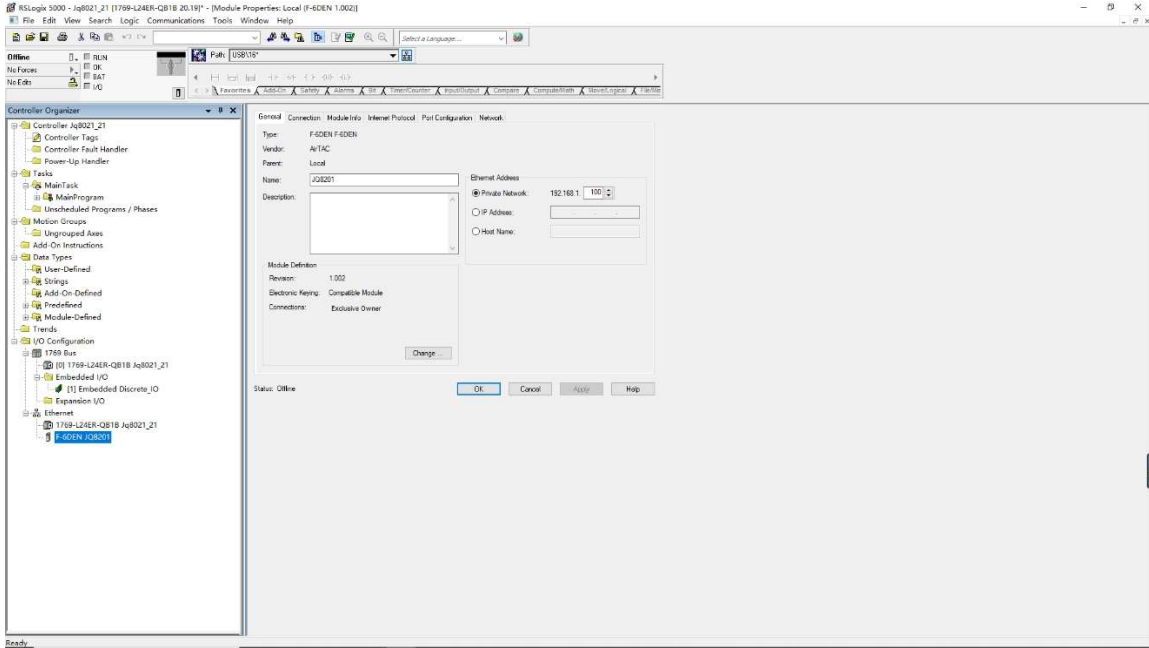 RSLogix 5000 - Jq8021_21 [1769-L24ER-QB1B 20.19]* - [Module Properties: Local (F-6DEN 1.002)]
File Edit View Search Logic Communications Tools Window Help
Select a Language...
Offline
RUN
Path: USB\16*
No Forces
OK
No Edits
BAT
I/O
Favorites Add-On Safety Alarms Bit Timer/Counter Input/Output Compare Compute/Math Move/Logical File/Mis
Controller Organizer
Controller Jq8021_21
Controller Tags
Controller Fault Handler
Power-Up Handler
Tasks
MainTask
MainProgram
Unscheduled Programs / Phases
Motion Groups
Ungrouped Axes
Add-On Instructions
Data Types
User-Defined
Strings
Add-On-Defined
Predefined
Module-Defined
Trends
I/O Configuration
1769 Bus
[0] 1769-L24ER-QB1B Jq8021_21
Embedded I/O
[1] Embedded Discrete_IO
Expansion I/O
Ethernet
1769-L24ER-QB1B Jq8021_21
F-6DEN JQ8201
General Connection Module Info Internet Protocol Port Configuration Network
Type: F-6DEN F-6DEN
Vendor: AirTAC
Parent: Local
Name: JQ8201
Description:
Ethernet Address
Private Network: 192.168.1. 100
IP Address:
Host Name:
Module Definition
Revision: 1.002
Electronic Keying: Compatible Module
Connections: Exclusive Owner
Change ...
Status: Offline
OK Cancel Apply Help
Ready